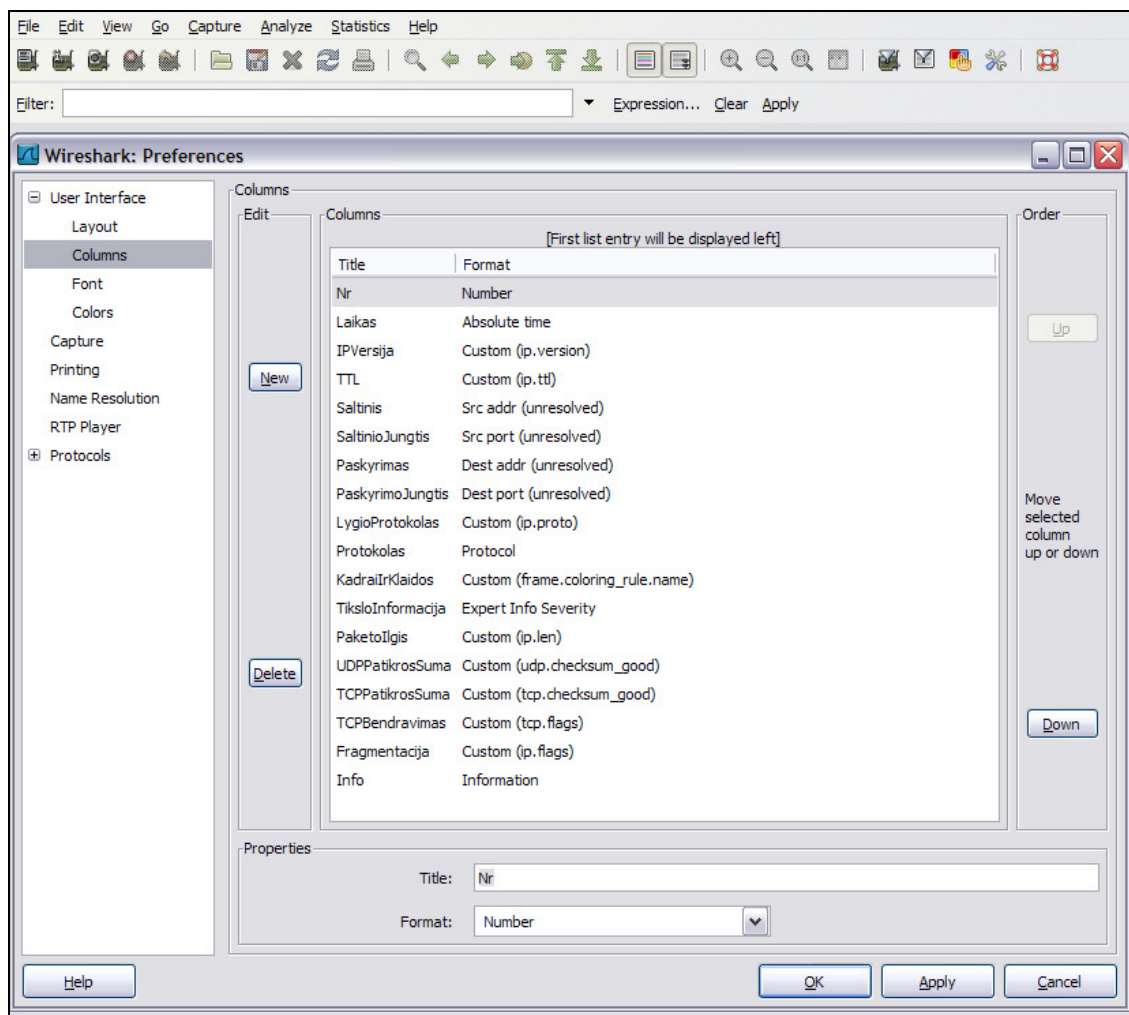 File Edit View Go Capture Analyze Statistics Help
Filter: Expression... Clear Apply
Wireshark: Preferences
User Interface
Layout
Columns
Font
Colors
Capture
Printing
Name Resolution
RTP Player
Protocols
Columns
Edit
New
Delete
Columns
[First list entry will be displayed left]
Title Format
Nr Number
Laikas Absolute time
IPVersija Custom (ip.version)
TTL Custom (ip.ttl)
Saltinis Src addr (unresolved)
SaltinioJungtis Src port (unresolved)
Paskyrimas Dest addr (unresolved)
PaskyrimoJungtis Dest port (unresolved)
LygioProtokolas Custom (ip.proto)
Protokolas Protocol
KadraiIrKlaidos Custom (frame.coloring_rule.name)
TiksloInformacija Expert Info Severity
PaketoIlgis Custom (ip.len)
UDPPatikrosSuma Custom (udp.checksum_good)
TCPPatikrosSuma Custom (tcp.checksum_good)
TCPBendravimas Custom (tcp.flags)
Fragmentacija Custom (ip.flags)
Info Information
Order
Up
Move
selected
column
up or down
Down
Properties
Title: Nr
Format: Number
Help OK Apply Cancel